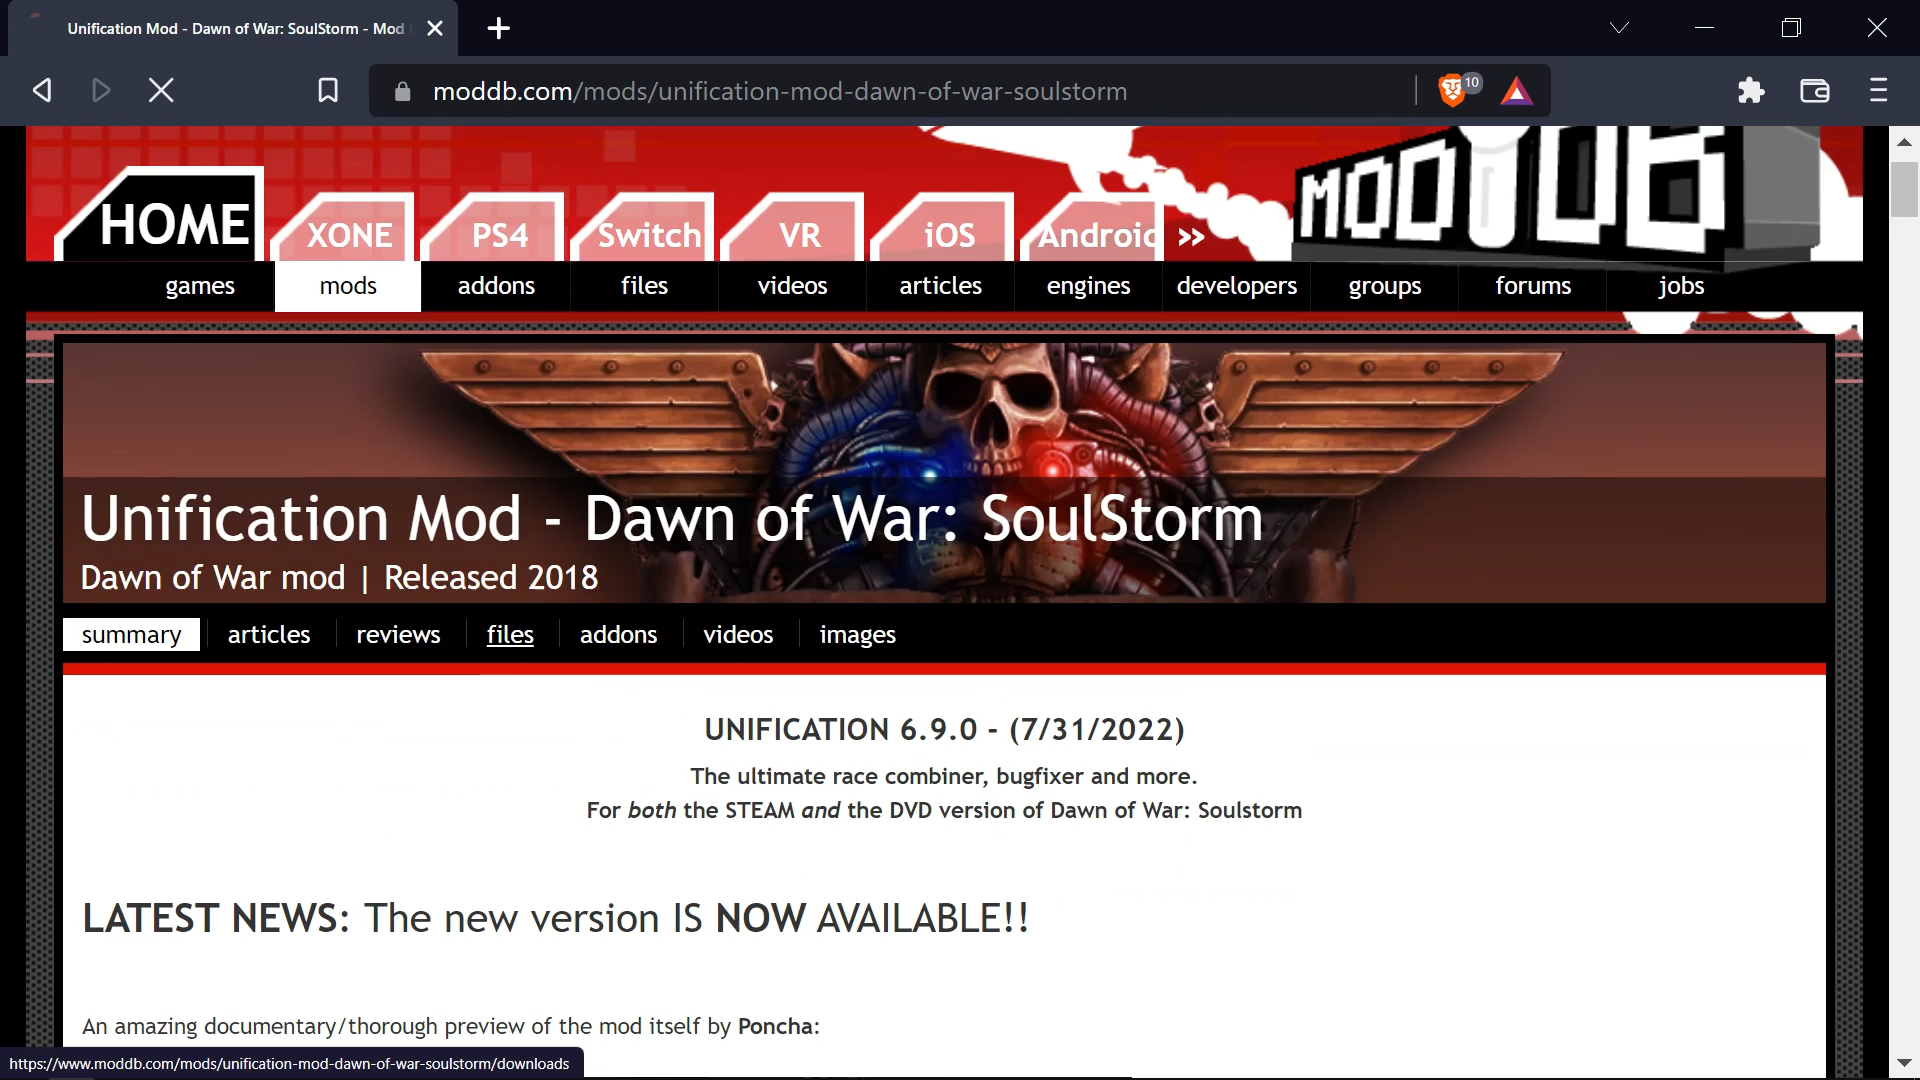 Unification Mod - Dawn of War: SoulStorm - Mod
moddb.com/mods/unification-mod-dawn-of-war-soulstorm
10
MODDB
HOME
XONE
PS4
Switch
VR
iOS
Android
>>
games
mods
addons
files
videos
articles
engines
developers
groups
forums
jobs
Unification Mod - Dawn of War: SoulStorm
Dawn of War mod | Released 2018
summary
articles
reviews
files
addons
videos
images
UNIFICATION 6.9.0 - (7/31/2022)
The ultimate race combiner, bugfixer and more.
For both the STEAM and the DVD version of Dawn of War: Soulstorm
LATEST NEWS: The new version IS NOW AVAILABLE!!
An amazing documentary/thorough preview of the mod itself by Poncha:
https://www.moddb.com/mods/unification-mod-dawn-of-war-soulstorm/downloads